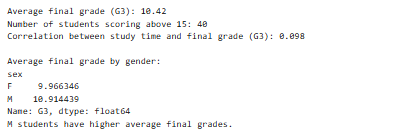 Average final grade (G3): 10.42
Number of students scoring above 15: 40
Correlation between study time and final grade (G3): 0.098

Average final grade by gender:
sex
F     9.966346
M    10.914439
Name: G3, dtype: float64
M students have higher average final grades.